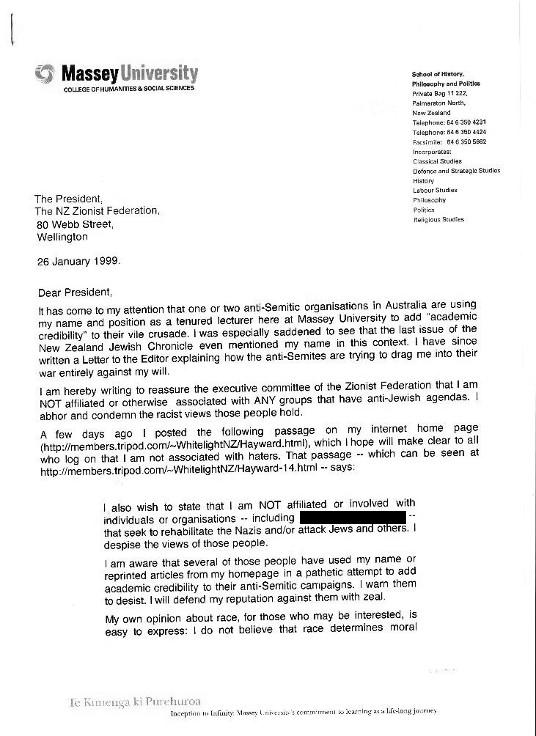 Massey University
COLLEGE OF HUMANITIES & SOCIAL SCIENCES
School of History,
Philosophy and Politics
Private Bag 11 222,
Palmerston North,
New Zealand
Telephone: 64 6 350 4231
Telephone: 64 6 350 4424
Facsimile: 64 6 350 5662
Incorporates:
Classical Studies
Defence and Strategic Studies
History
Labour Studies
Philosophy
Politics
Religious Studies
The President,
The NZ Zionist Federation,
80 Webb Street,
Wellington
26 January 1999.
Dear President,
It has come to my attention that one or two anti-Semitic organisations in Australia are using
my name and position as a tenured lecturer here at Massey University to add "academic
credibility" to their vile crusade. I was especially saddened to see that the last issue of the
New Zealand Jewish Chronicle even mentioned my name in this context. I have since
written a Letter to the Editor explaining how the anti-Semites are trying to drag me into their
war entirely against my will.
I am hereby writing to reassure the executive committee of the Zionist Federation that I am
NOT affiliated or otherwise associated with ANY groups that have anti-Jewish agendas. I
abhor and condemn the racist views those people hold.
A few days ago I posted the following passage on my internet home page
(http://members.tripod.com/~WhitelightNZ/Hayward.html), which I hope will make clear to all
who log on that I am not associated with haters. That passage -- which can be seen at
http://members.tripod.com/~WhitelightNZ/Hayward-14.html -- says:
I also wish to state that I am NOT affiliated or involved with
individuals or organisations -- including --
that seek to rehabilitate the Nazis and/or attack Jews and others. I
despise the views of those people.
I am aware that several of those people have used my name or
reprinted articles from my homepage in a pathetic attempt to add
academic credibility to their anti-Semitic campaigns. I warn them
to desist. I will defend my reputation against them with zeal.
My own opinion about race, for those who may be interested, is
easy to express: I do not believe that race determines moral
Te Kunenga ki Purehuroa
Inception to Infinity: Massey University's commitment to learning as a life-long journey